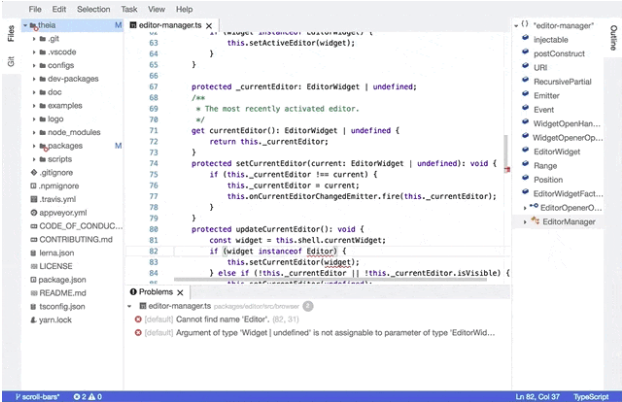 File Edit Selection Task View Help
Files
Git
theia M
.git
.vscode
configs
dev-packages
doc
examples
logo
node_modules
packages M
scripts
.gitignore
.npmignore
.travis.yml
appveyor.yml
CODE_OF_CONDUC...
CONTRIBUTING.md
lerna.json
LICENSE
package.json
README.md
tsconfig.json
yarn.lock
editor-manager.ts
62 if (widget instanceof EditorWidget) {
63 this.setActiveEditor(widget);
64 }
65 }
66
67 protected _currentEditor: EditorWidget | undefined;
68 /**
69 * The most recently activated editor.
70 */
71 get currentEditor(): EditorWidget | undefined {
72 return this._currentEditor;
73 }
74 protected setCurrentEditor(current: EditorWidget | undefined): void {
75 if (this._currentEditor !== current) {
76 this._currentEditor = current;
77 this.onCurrentEditorChangedEmitter.fire(this._currentEditor);
78 }
79 }
80 protected updateCurrentEditor(): void {
81 const widget = this.shell.currentWidget;
82 if (widget instanceof Editor) {
83 this.setCurrentEditor(widget);
84 } else if (!this._currentEditor || !this._currentEditor.isVisible) {
85 this.setCurrentEditor(undefined);
Problems
editor-manager.ts packages/editor/src/browser 2
[default] Cannot find name 'Editor'. (82, 31)
[default] Argument of type 'Widget | undefined' is not assignable to parameter of type 'EditorWid...
{} "editor-manager"
injectable
postConstruct
URI
RecursivePartial
Emitter
Event
WidgetOpenHan...
WidgetOpenerOp...
EditorWidget
Range
Position
EditorWidgetFact...
EditorOpenerO...
EditorManager
Outline
scroll-bars* 2 0 Ln 82, Col 37 TypeScript